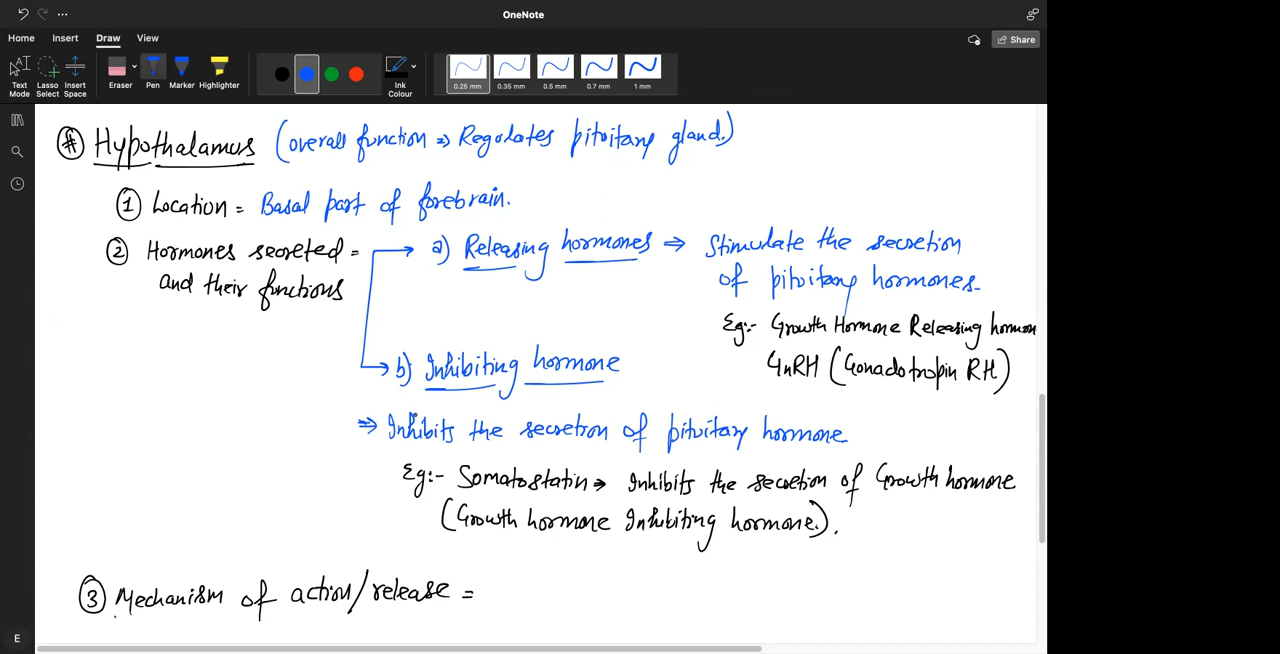 OneNote
Home Insert Draw View
Share
Text Mode
Lasso Select
Insert Space
Eraser
Pen
Marker
Highlighter
Ink Colour
0.25 mm 0.35 mm 0.5 mm 0.7 mm 1 mm
# Hypothalamus (overall function ⇒ Regulates pituitary gland.)
① Location = Basal part of forebrain.
② Hormones secreted = a) Releasing hormones ⇒ Stimulate the secretion
and their functions of pituitary hormones.
Eg:- Growth Hormone Releasing hormon
GnRH (Gonadotropin RH)
b) Inhibiting hormone
⇒ Inhibits the secretion of pituitary hormone
Eg:- Somatostatin → Inhibits the secretion of Growth hormone
(Growth hormone Inhibiting hormone.).
③ Mechanism of action/release =
E